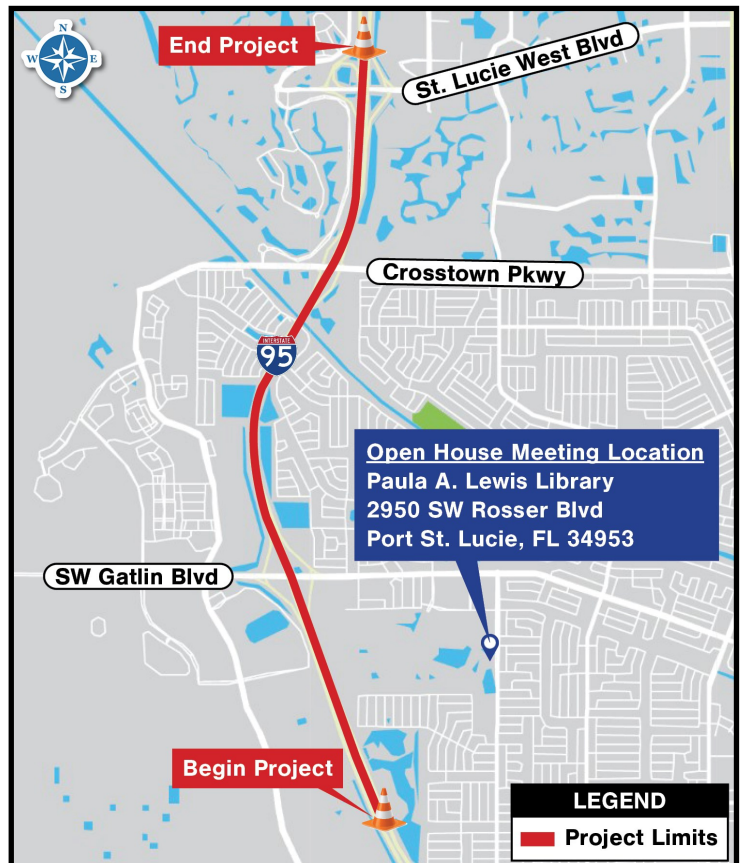 N
W E
S
End Project
St. Lucie West Blvd
Crosstown Pkwy
INTERSTATE
95
Open House Meeting Location
Paula A. Lewis Library
2950 SW Rosser Blvd
Port St. Lucie, FL 34953
SW Gatlin Blvd
Begin Project
LEGEND
Project Limits